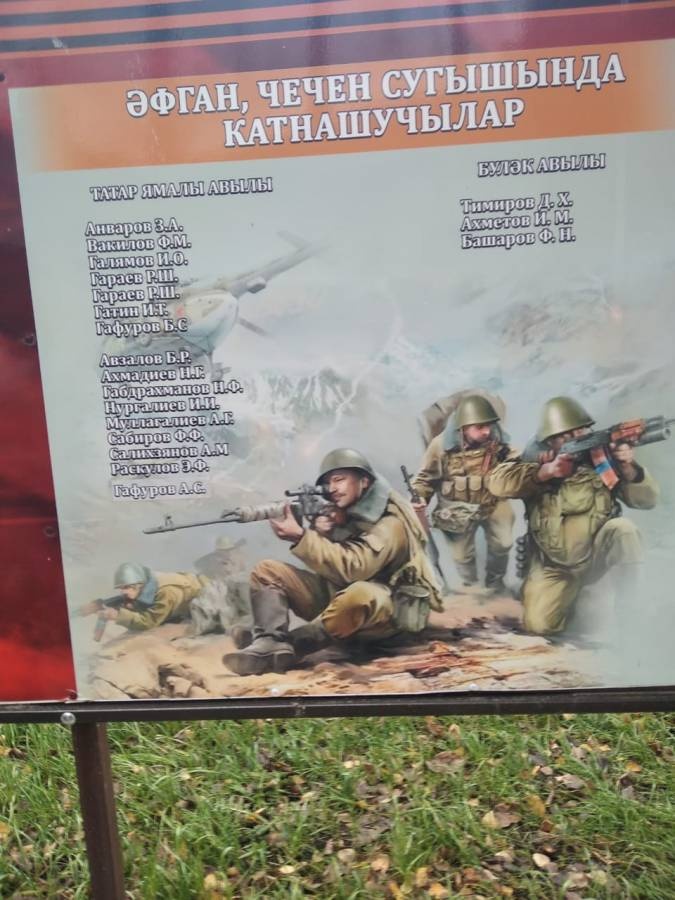 ӘФГАН, ЧЕЧЕН СУГЫШЫНДА
КАТНАШУЧЫЛАР
ТАТАР ЯМАЛЫ АВЫЛЫ
Анваров З.А.
Вакилов Ф.М.
Галямов И.О.
Гараев Р.Ш.
Гараев Р.Ш.
Гатин И.Т.
Гафуров Б.С
Авзалов Б.Р.
Ахмадиев Н.Г.
Габдрахманов Н.Ф.
Нургалиев И.И.
Муллагалиев А.Г.
Сабиров Ф.Ф.
Салихзянов А.М
Раскулов Э.Ф.
Гафуров А.С.
БУЛӘК АВЫЛЫ
Тимиров Д. Х.
Ахметов И. М.
Башаров Ф. Н.